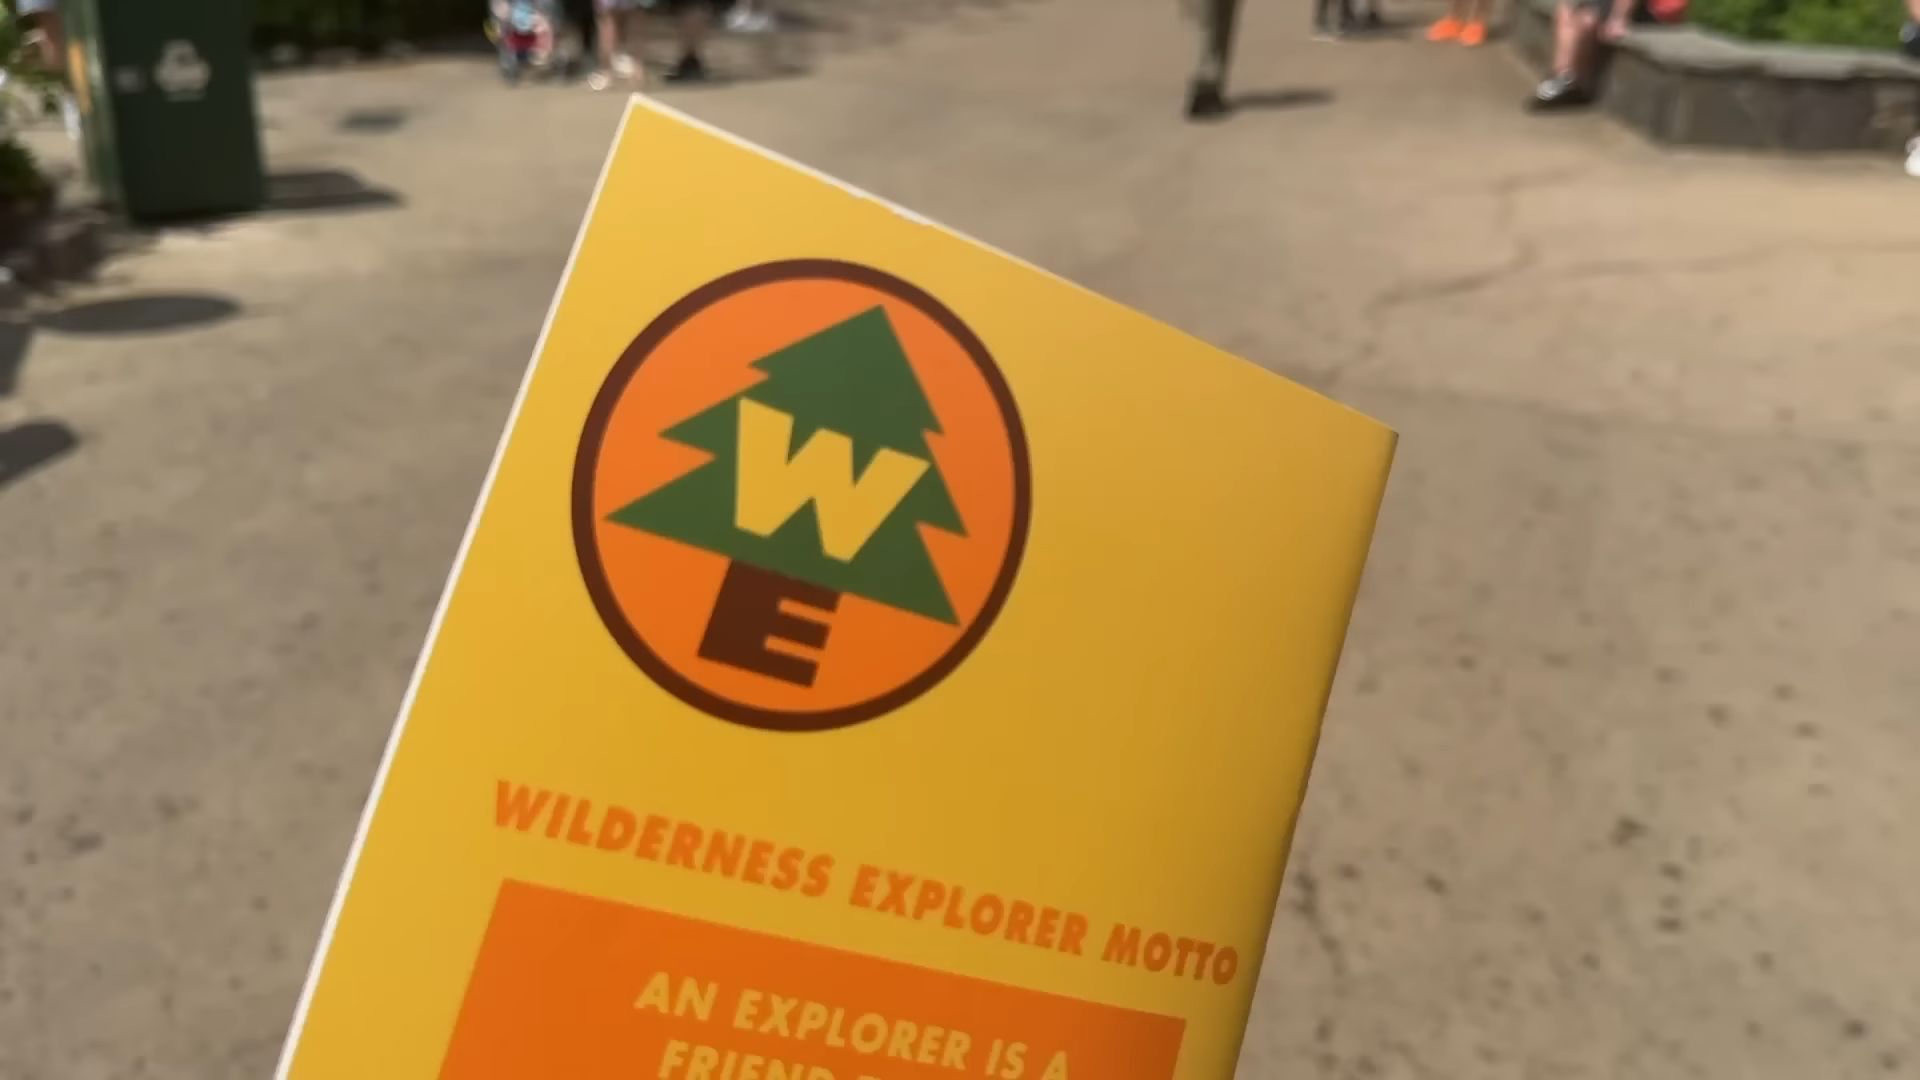 W
E
WILDERNESS EXPLORER MOTTO
AN EXPLORER IS A
FRIEND